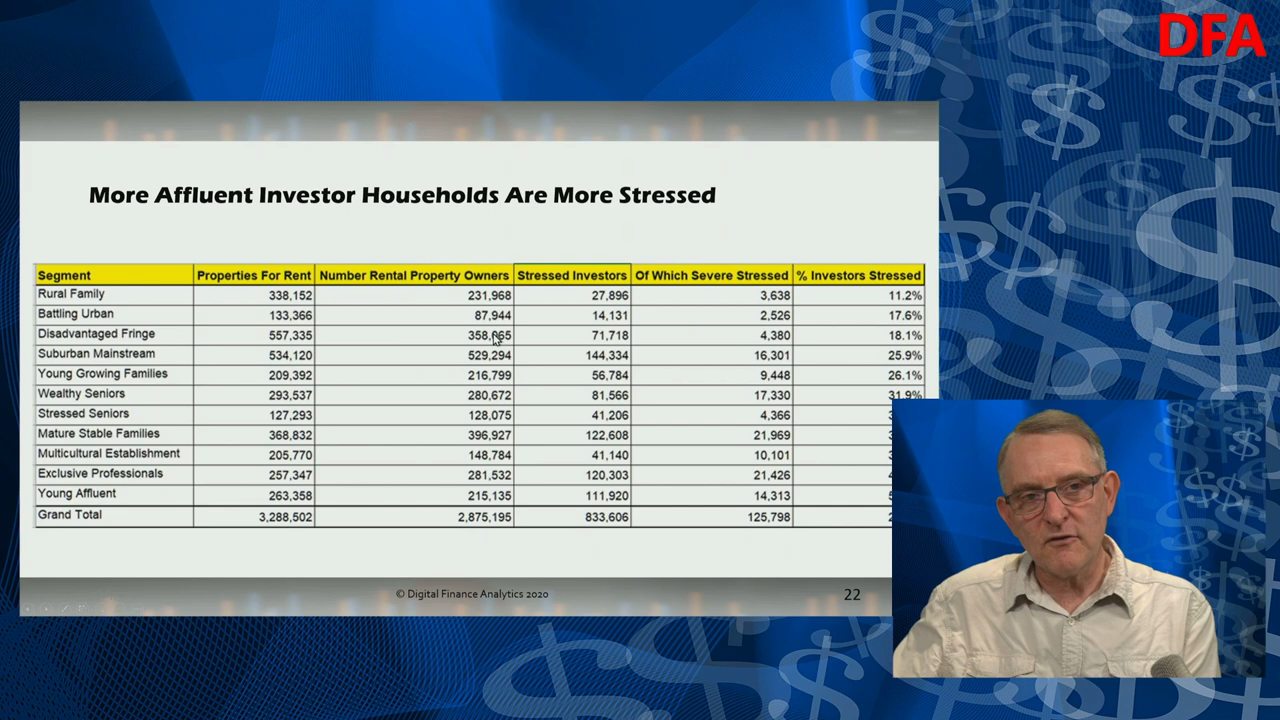 DFA
More Affluent Investor Households Are More Stressed
Segment Properties For Rent Number Rental Property Owners Stressed Investors Of Which Severe Stressed % Investors Stressed
Rural Family 338,152 231,968 27,896 3,638 11.2%
Battling Urban 133,366 87,944 14,131 2,526 17.6%
Disadvantaged Fringe 557,335 71,718 4,380 18.1%
Suburban Mainstream 534,120 529,294 144,334 16,301 25.9%
Young Growing Families 209,392 216,799 56,784 9,448 26.1%
Wealthy Seniors 293,537 280,672 81,566 17,330 31.9%
Stressed Seniors 127,293 128,075 41,206 4,366
Mature Stable Families 368,832 396,927 122,608 21,969
Multicultural Establishment 205,770 148,784 41,140 10,101
Exclusive Professionals 257,347 281,532 120,303 21,426
Young Affluent 263,358 215,135 111,920 14,313
Grand Total 3,288,502 2,875,195 833,606 125,798
© Digital Finance Analytics 2020
22